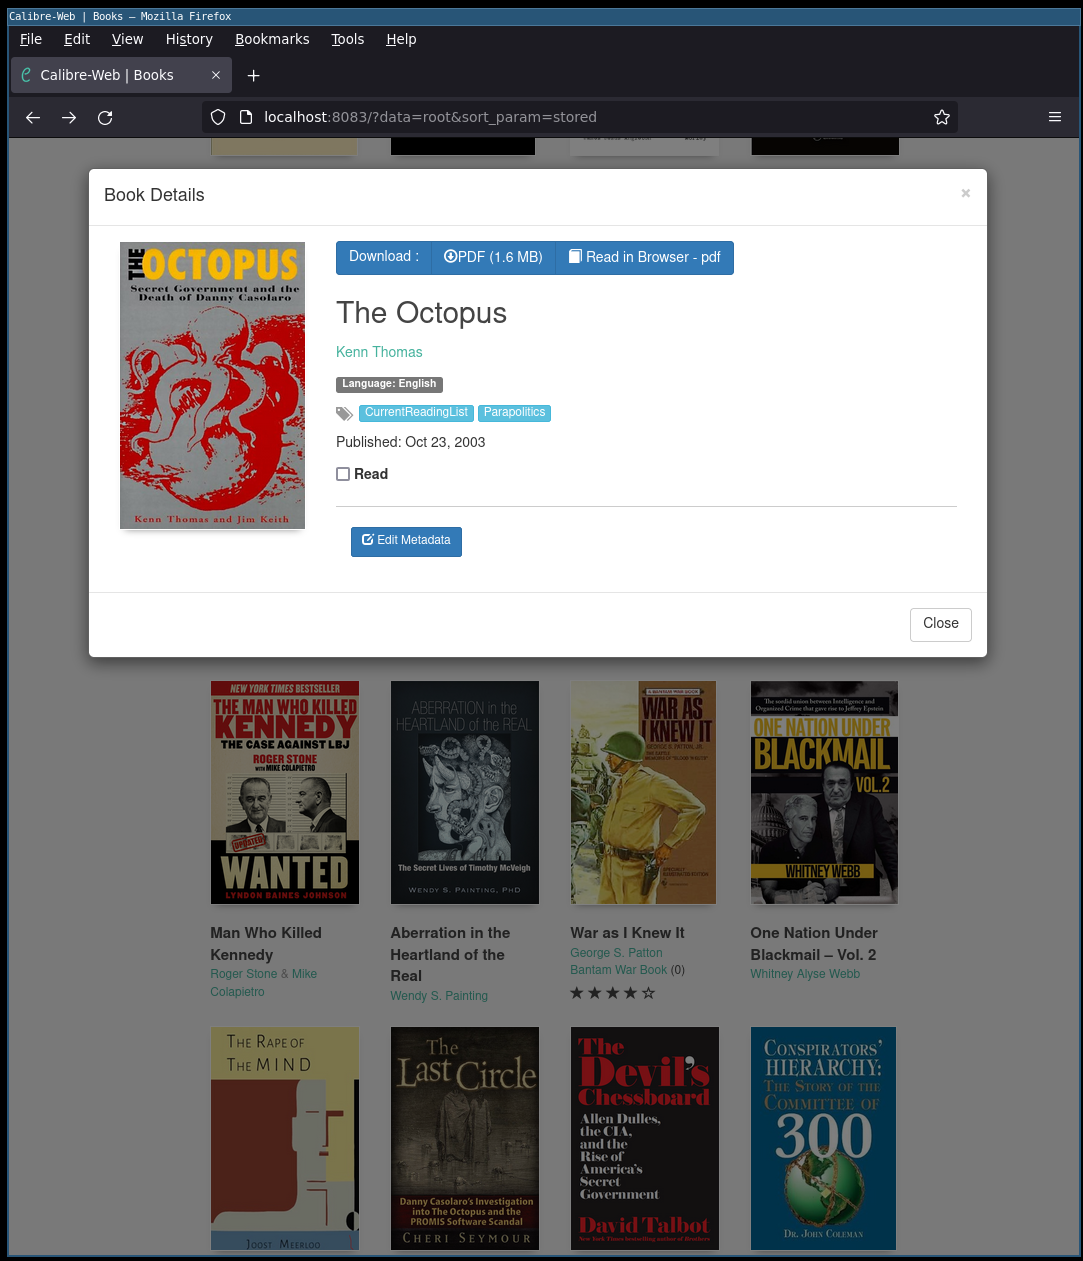 Calibre-Web | Books — Mozilla Firefox
File Edit View History Bookmarks Tools Help
Calibre-Web | Books
localhost:8083/?data=root&sort_param=stored
Book Details
×
THE OCTOPUS
Secret Government and the
Death of Danny Casolaro
Kenn Thomas and Jim Keith
Download : PDF (1.6 MB) Read in Browser - pdf
The Octopus
Kenn Thomas
Language: English
CurrentReadingList Parapolitics
Published: Oct 23, 2003
Read
Edit Metadata
Close
NEW YORK TIMES BESTSELLER
THE MAN WHO KILLED
KENNEDY
THE CASE AGAINST LBJ
ROGER STONE
WITH MIKE COLAPIETRO
UPDATED
WANTED
LYNDON BAINES JOHNSON
ABERRATION in the
HEARTLAND OF THE REAL
The Secret Lives of Timothy McVeigh
WENDY S. PAINTING, PhD
WAR AS
I KNEW IT
GEORGE S. PATTON, JR.
The sordid union between Intelligence and
Organized Crime that gave rise to Jeffrey Epstein
ONE NATION UNDER
BLACKMAIL
VOL.2
WHITNEY WEBB
Man Who Killed
Kennedy
Roger Stone & Mike
Colapietro
Aberration in the
Heartland of the
Real
Wendy S. Painting
War as I Knew It
George S. Patton
Bantam War Book (0)
One Nation Under
Blackmail – Vol. 2
Whitney Alyse Webb
THE RAPE OF
THE MIND
JOOST MEERLOO
The
Last Circle
Danny Casolaro's Investigation
into The Octopus and the
PROMIS Software Scandal
CHERI SEYMOUR
The
Devil's
Chessboard
Allen Dulles,
the CIA,
and the
Rise of
America's
Secret
Government
David Talbot
New York Times bestselling author of Brothers
CONSPIRATORS'
HIERARCHY:
THE STORY OF THE
COMMITTEE OF
300
DR. JOHN COLEMAN